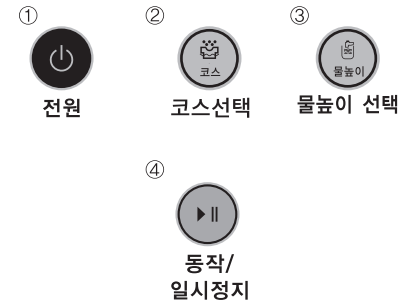 ① ② ③
코스 물높이
전원 코스선택 물높이 선택
④
동작/
일시정지